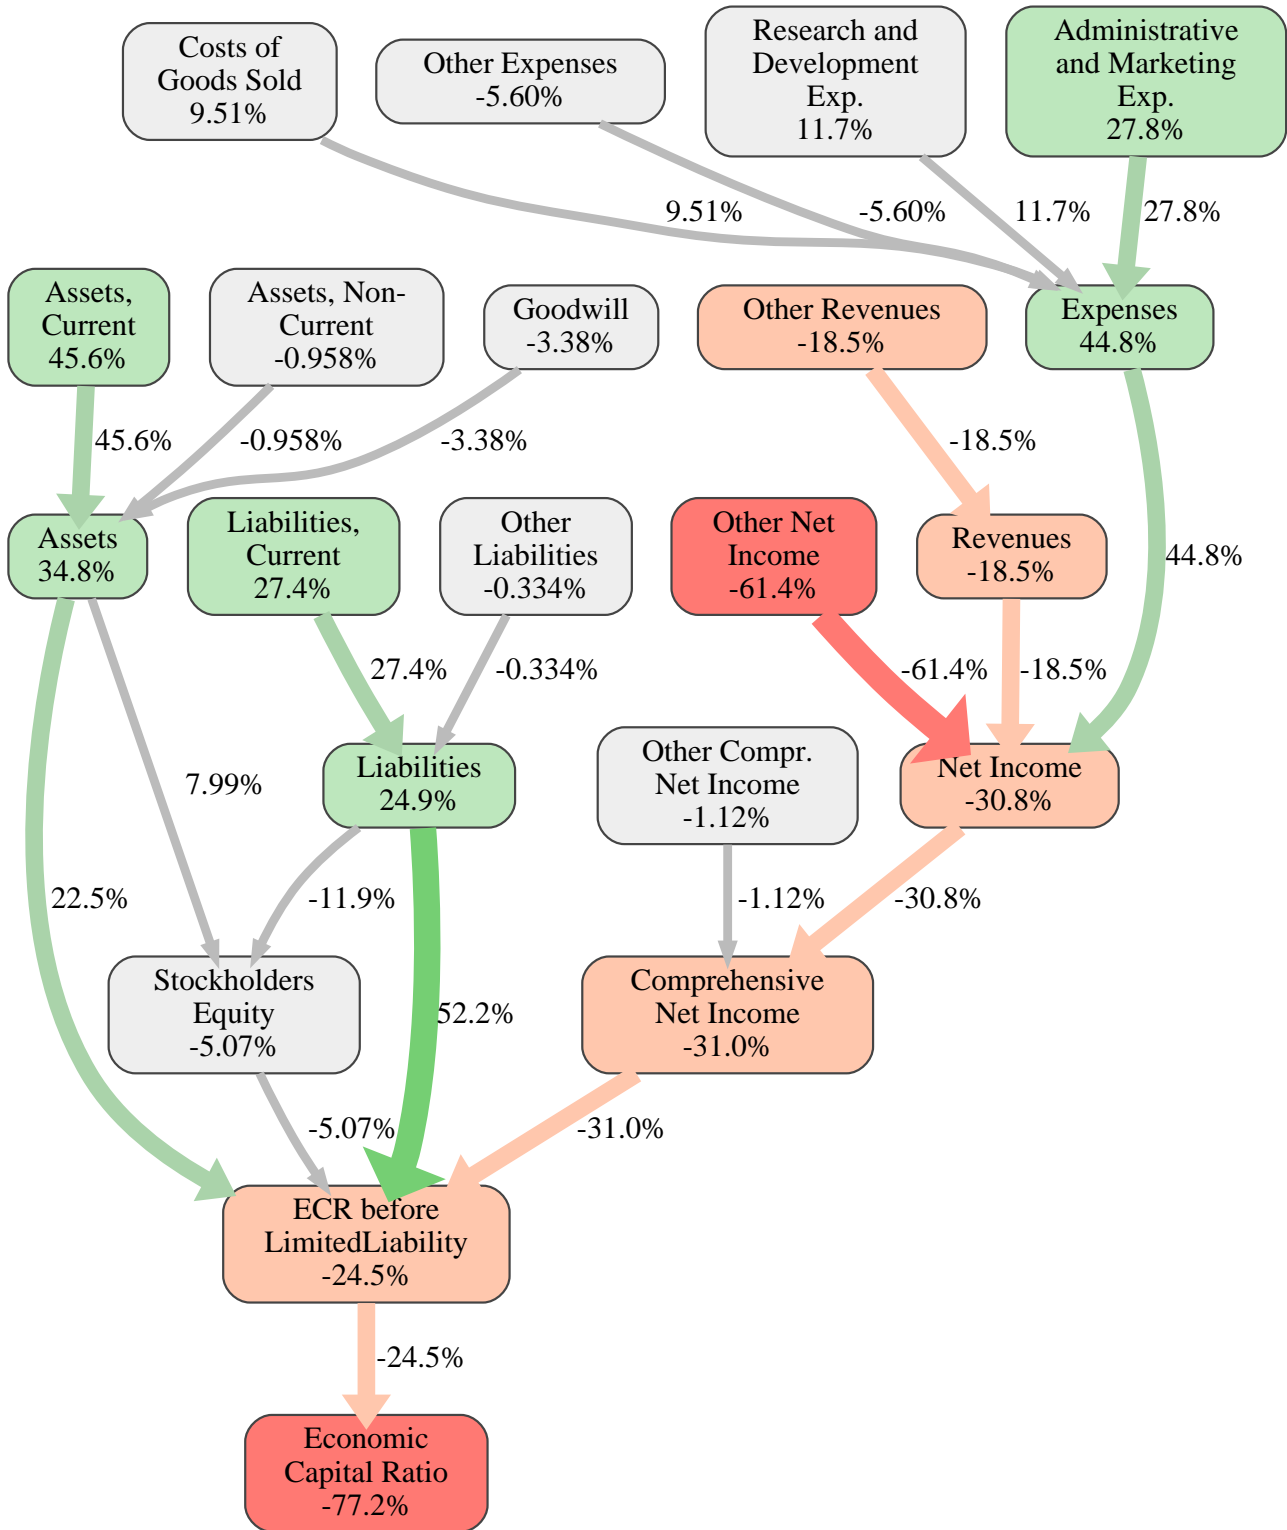 Costs of
Goods Sold
9.51%
Other Expenses
-5.60%
Research and
Development
Exp.
11.7%
Administrative
and Marketing
Exp.
27.8%
9.51%
-5.60%
11.7%
27.8%
Assets,
Current
45.6%
Assets, Non-
Current
-0.958%
Goodwill
-3.38%
Other Revenues
-18.5%
Expenses
44.8%
45.6%
-0.958%
-3.38%
-18.5%
Assets
34.8%
Liabilities,
Current
27.4%
Other
Liabilities
-0.334%
Other Net
Income
-61.4%
Revenues
-18.5%
44.8%
27.4%
-0.334%
-61.4%
-18.5%
7.99%
Liabilities
24.9%
Other Compr.
Net Income
-1.12%
Net Income
-30.8%
22.5%
-11.9%
-1.12%
-30.8%
Stockholders
Equity
-5.07%
52.2%
Comprehensive
Net Income
-31.0%
-5.07%
-31.0%
ECR before
LimitedLiability
-24.5%
-24.5%
Economic
Capital Ratio
-77.2%